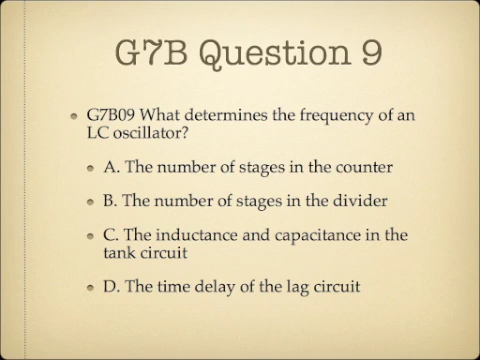 G7B Question 9
G7B09 What determines the frequency of an
LC oscillator?
A. The number of stages in the counter
B. The number of stages in the divider
C. The inductance and capacitance in the
tank circuit
D. The time delay of the lag circuit